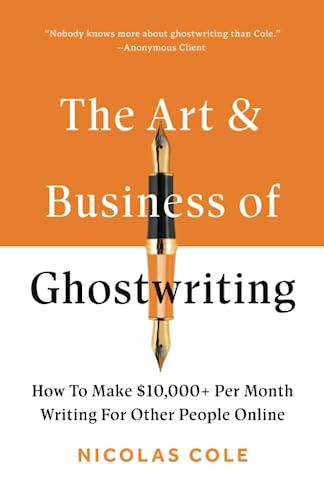 “Nobody knows more about ghostwriting than Cole.”
—Anonymous Client
The Art &
Business of
Ghostwriting
How To Make $10,000+ Per Month
Writing For Other People Online
NICOLAS COLE